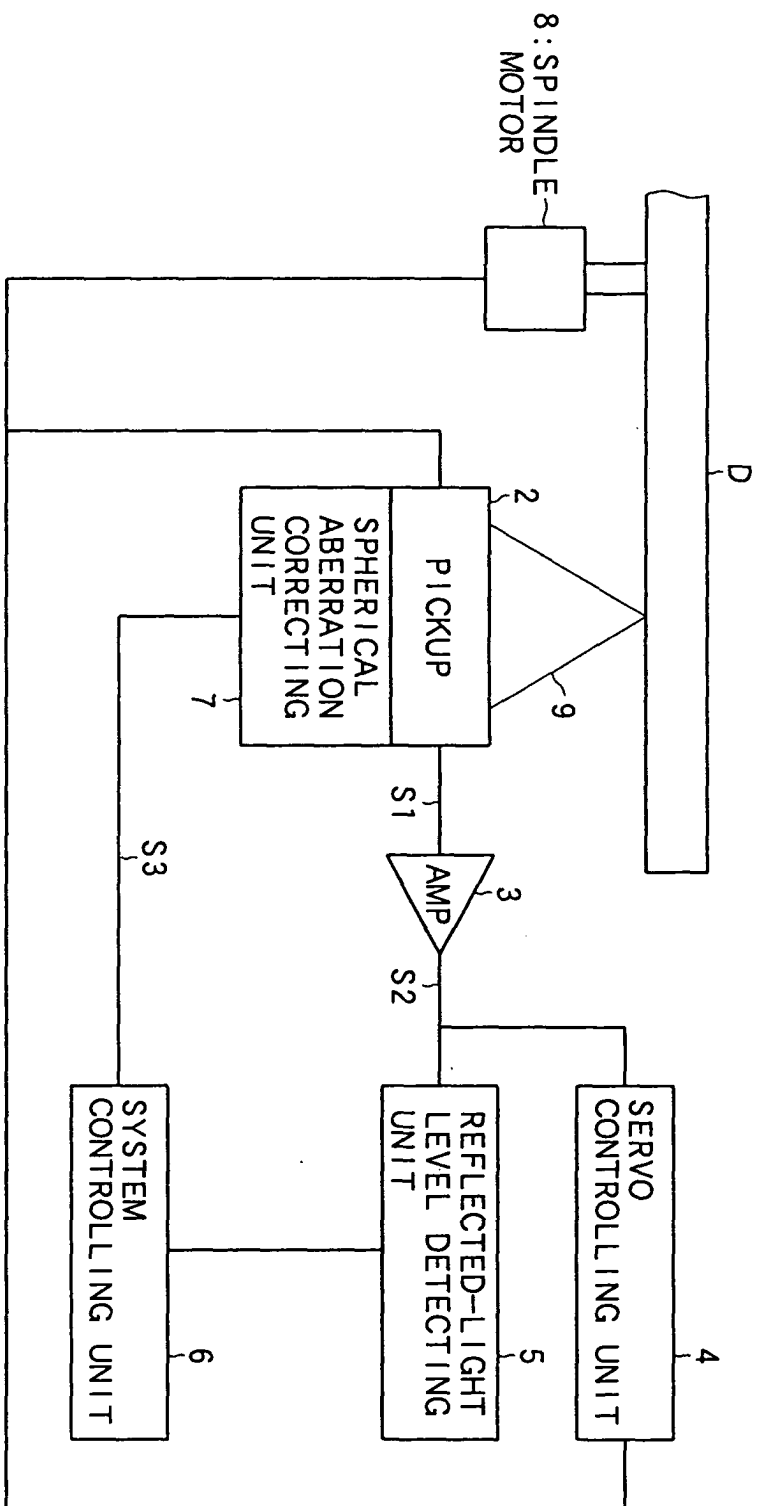 8:SPINDLE
MOTOR
D
2
PICKUP
SPHERICAL
ABERRATION
CORRECTING
UNIT
7
9
S1
AMP
3
S2
S3
SERVO
CONTROLLING UNIT
4
REFLECTED-LIGHT
LEVEL DETECTING
UNIT
5
SYSTEM
CONTROLLING UNIT
6